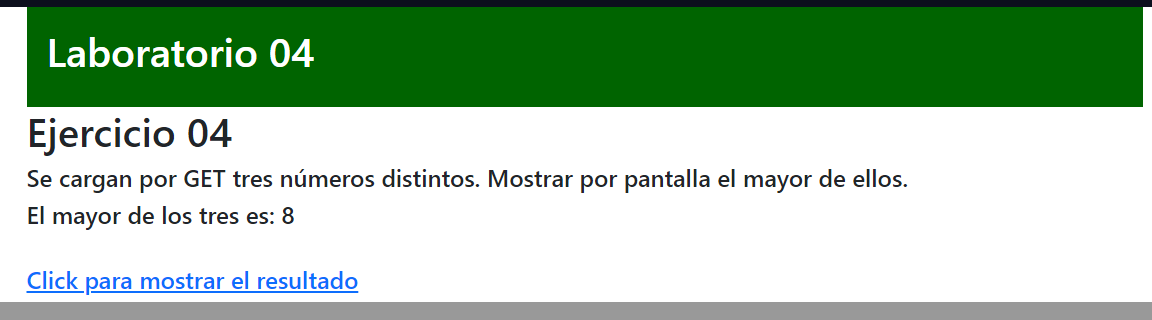 Laboratorio 04
Ejercicio 04
Se cargan por GET tres números distintos. Mostrar por pantalla el mayor de ellos.
El mayor de los tres es: 8
Click para mostrar el resultado